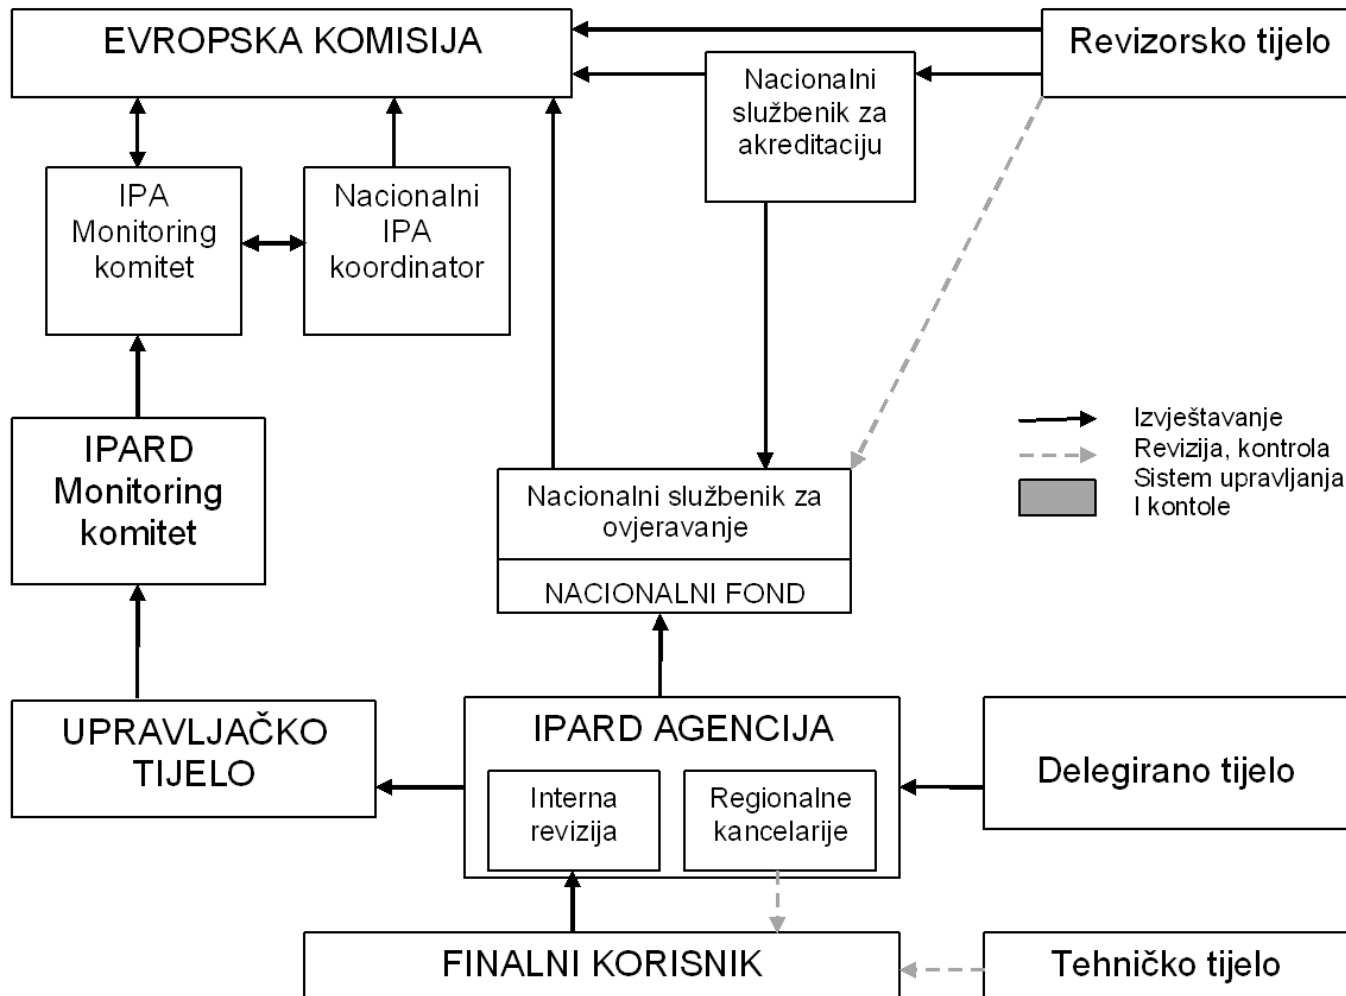 EVROPSKA KOMISIJA
Revizorsko tijelo
Nacionalni
službenik za
akreditaciju
IPA
Monitoring
komitet
Nacionalni
IPA
koordinator
IPARD
Monitoring
komitet
Izvještavanje
Revizija, kontrola
Sistem upravljanja
I kontole
Nacionalni službenik za
ovjeravanje
NACIONALNI FOND
UPRAVLJAČKO
TIJELO
IPARD AGENCIJA
Interna
revizija
Regionalne
kancelarije
Delegirano tijelo
FINALNI KORISNIK
Tehničko tijelo